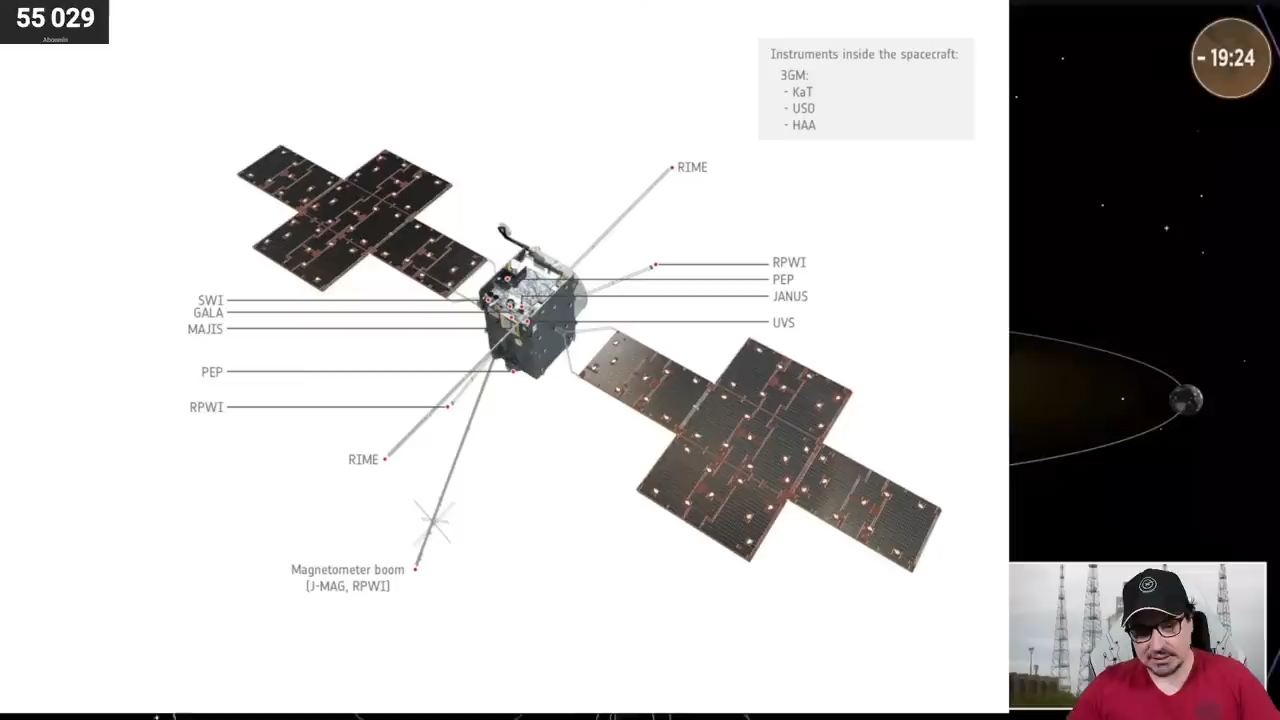 55 029
Abonnés
- 19:24
Instruments inside the spacecraft:
3GM:
- KaT
- USO
- HAA
RIME
RPWI
PEP
JANUS
UVS
SWI
GALA
MAJIS
PEP
RPWI
RIME
Magnetometer boom
(J-MAG, RPWI)